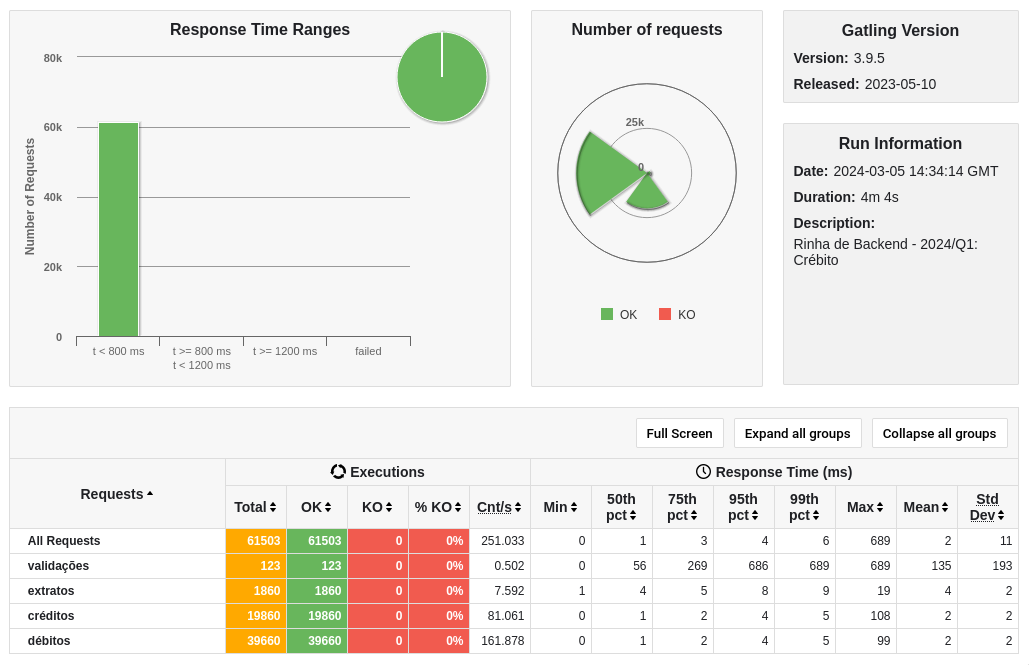 Response Time Ranges
80k
60k
40k
20k
0
Number of Requests
t < 800 ms
t >= 800 ms
t < 1200 ms
t >= 1200 ms
failed
Number of requests
25k
0
OK
KO
Gatling Version
Version: 3.9.5
Released: 2023-05-10
Run Information
Date: 2024-03-05 14:34:14 GMT
Duration: 4m 4s
Description:
Rinha de Backend - 2024/Q1:
Crébito
Full Screen Expand all groups Collapse all groups
Requests Executions Response Time (ms)
Total OK KO % KO Cnt/s Min 50th pct 75th pct 95th pct 99th pct Max Mean Std Dev
All Requests 61503 61503 0 0% 251.033 0 1 3 4 6 689 2 11
validações 123 123 0 0% 0.502 0 56 269 686 689 689 135 193
extratos 1860 1860 0 0% 7.592 1 4 5 8 9 19 4 2
créditos 19860 19860 0 0% 81.061 0 1 2 4 5 108 2 2
débitos 39660 39660 0 0% 161.878 0 1 2 4 5 99 2 2